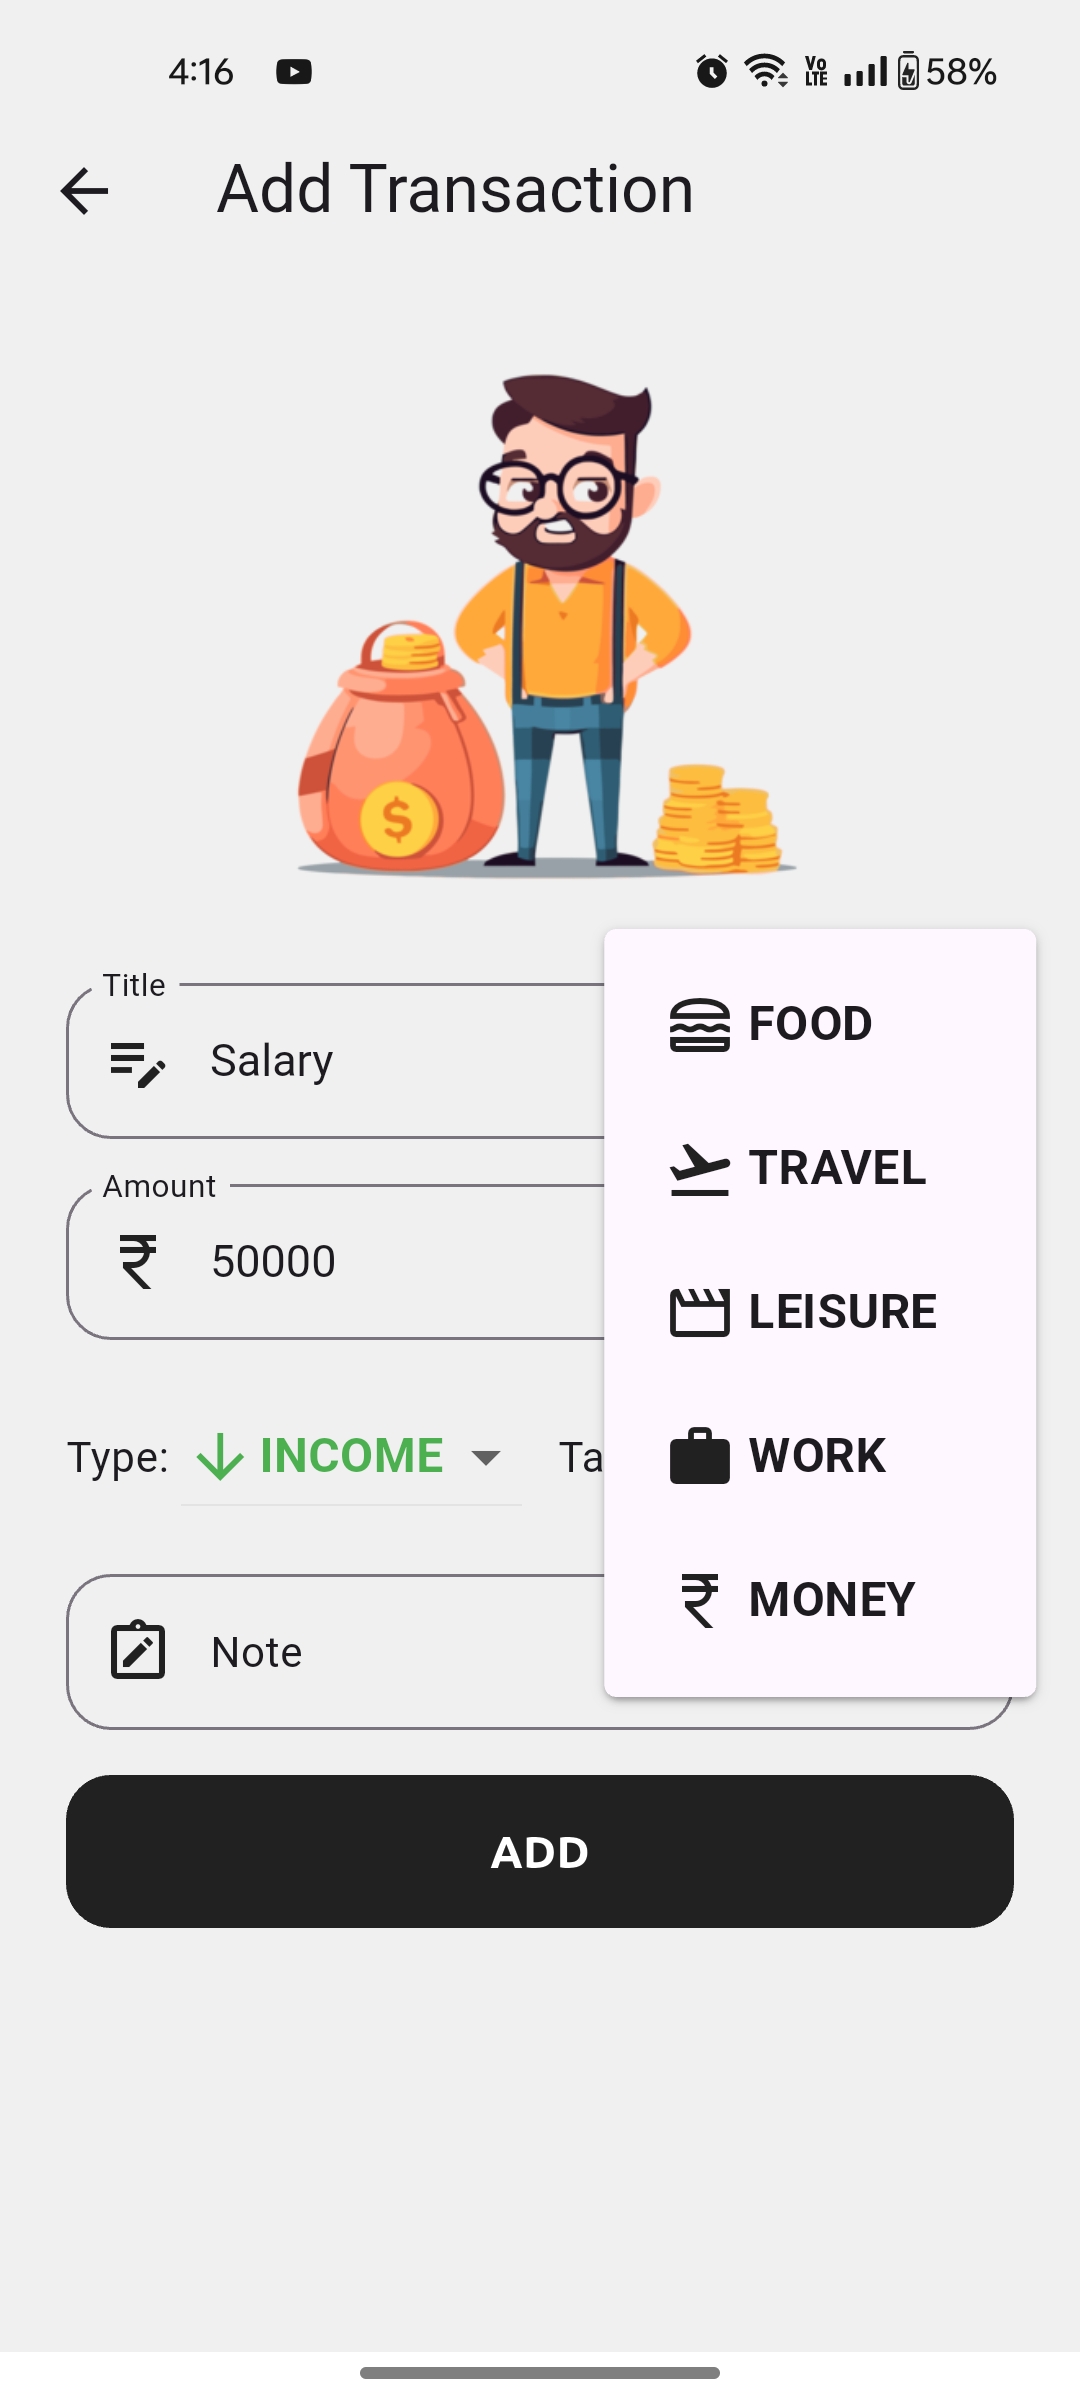 4:16 Vo LTE 58%
Add Transaction
$
Title
Salary
Amount
₹ 50000
Type: INCOME Ta
Note
FOOD
TRAVEL
LEISURE
WORK
₹ MONEY
ADD